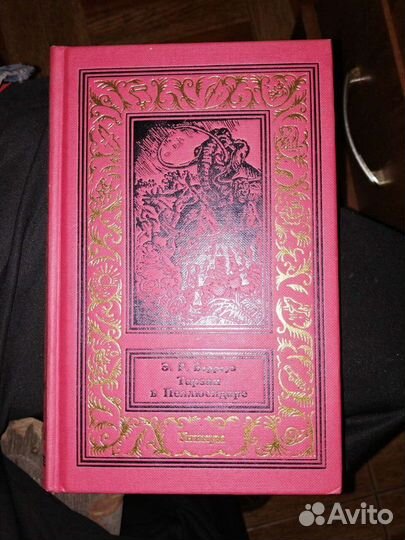 Э. Р. Берроуз
Тарзан
в Пеллюсидаре
Avito